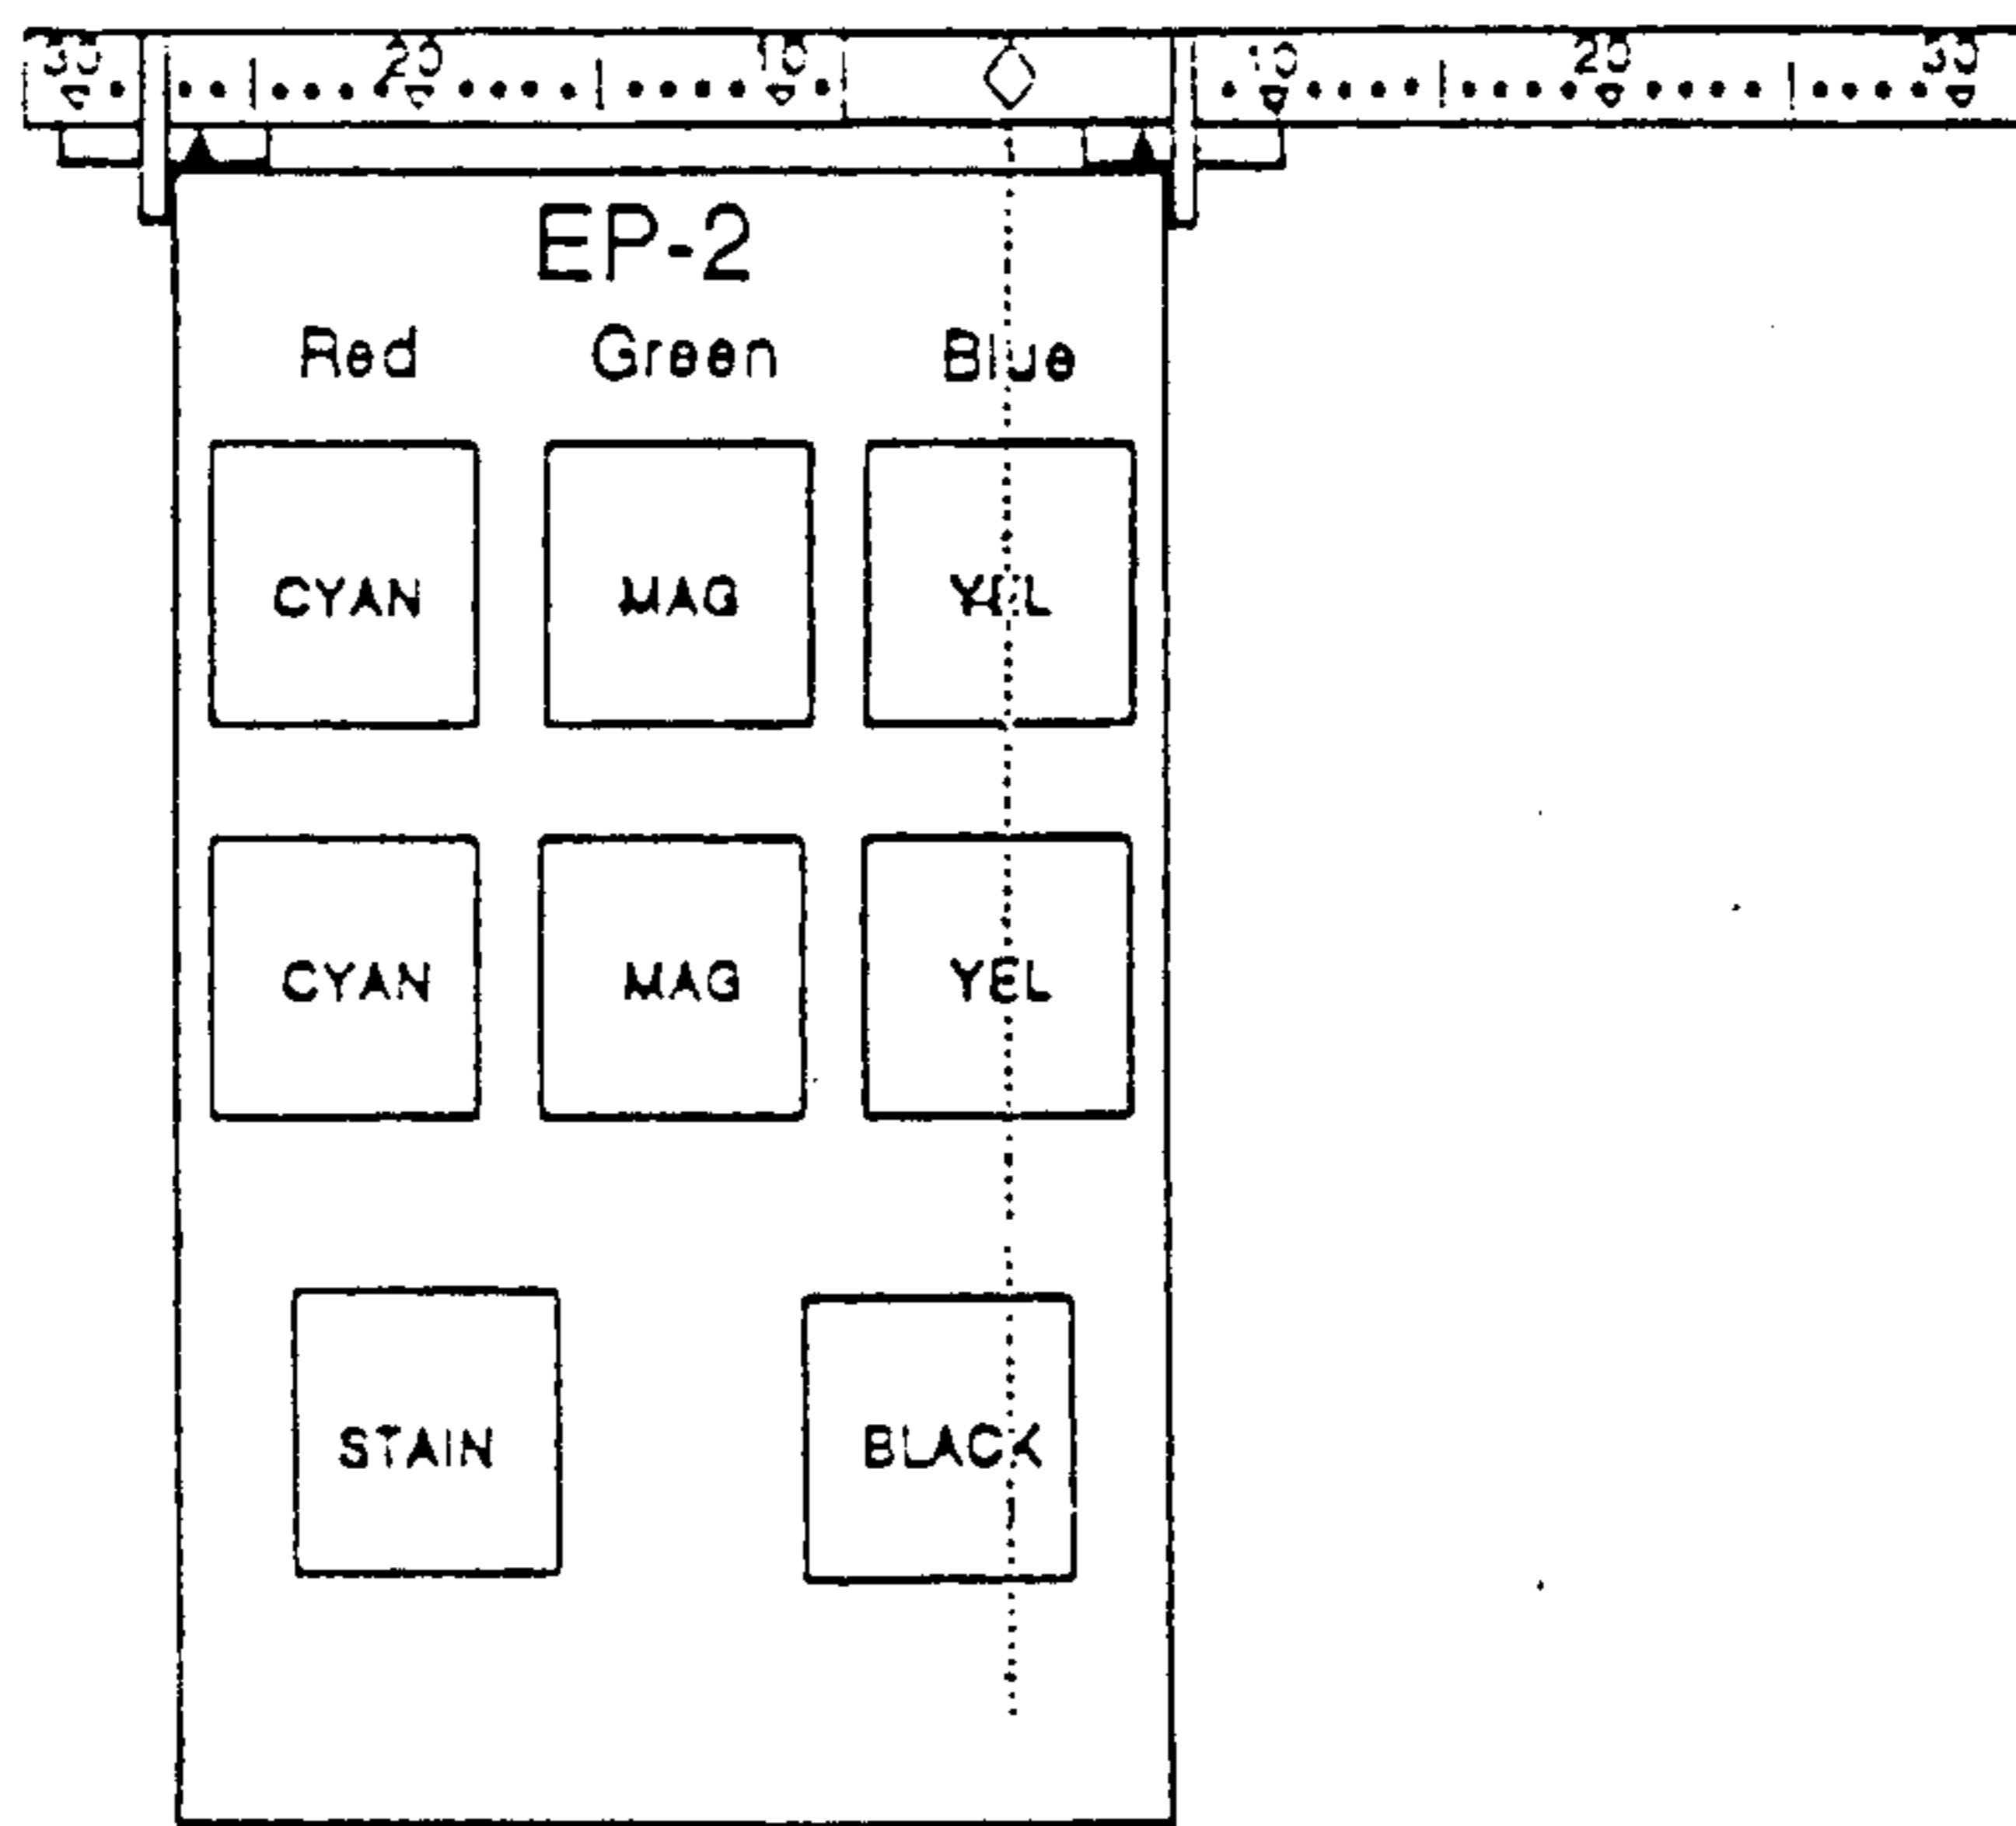 30 20 10 10 20 30
EP-2
Red Green Blue
CYAN MAG YEL
CYAN MAG YEL
STAIN BLACK